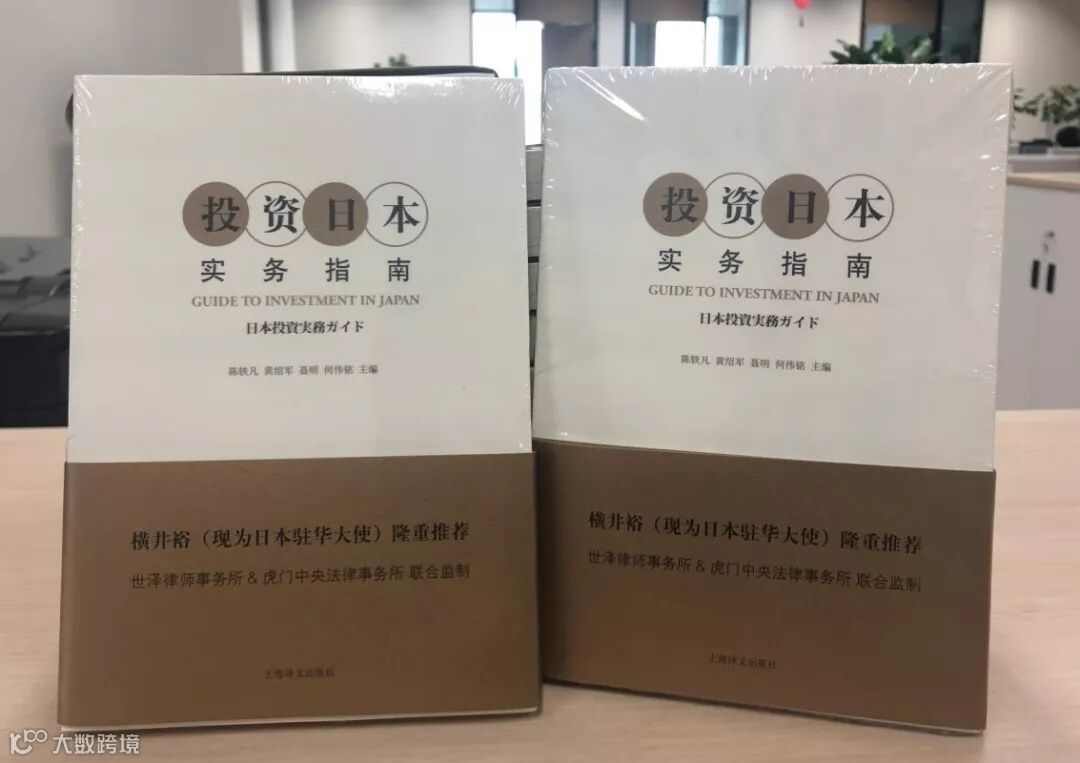 投资日本
实务指南
GUIDE TO INVESTMENT IN JAPAN
日本投資実務ガイド
陈轶凡 黄绍军 聂明 何伟铭 主编
横井裕（现为日本驻华大使）隆重推荐
世泽律师事务所 & 虎门中央法律事务所 联合监制
上海译文出版社
投资日本
实务指南
GUIDE TO INVESTMENT IN JAPAN
日本投資実務ガイド
陈轶凡 黄绍军 聂明 何伟铭 主编
横井裕（现为日本驻华大使）隆重推荐
世泽律师事务所 & 虎门中央法律事务所 联合监制
上海译文出版社
大数跨境